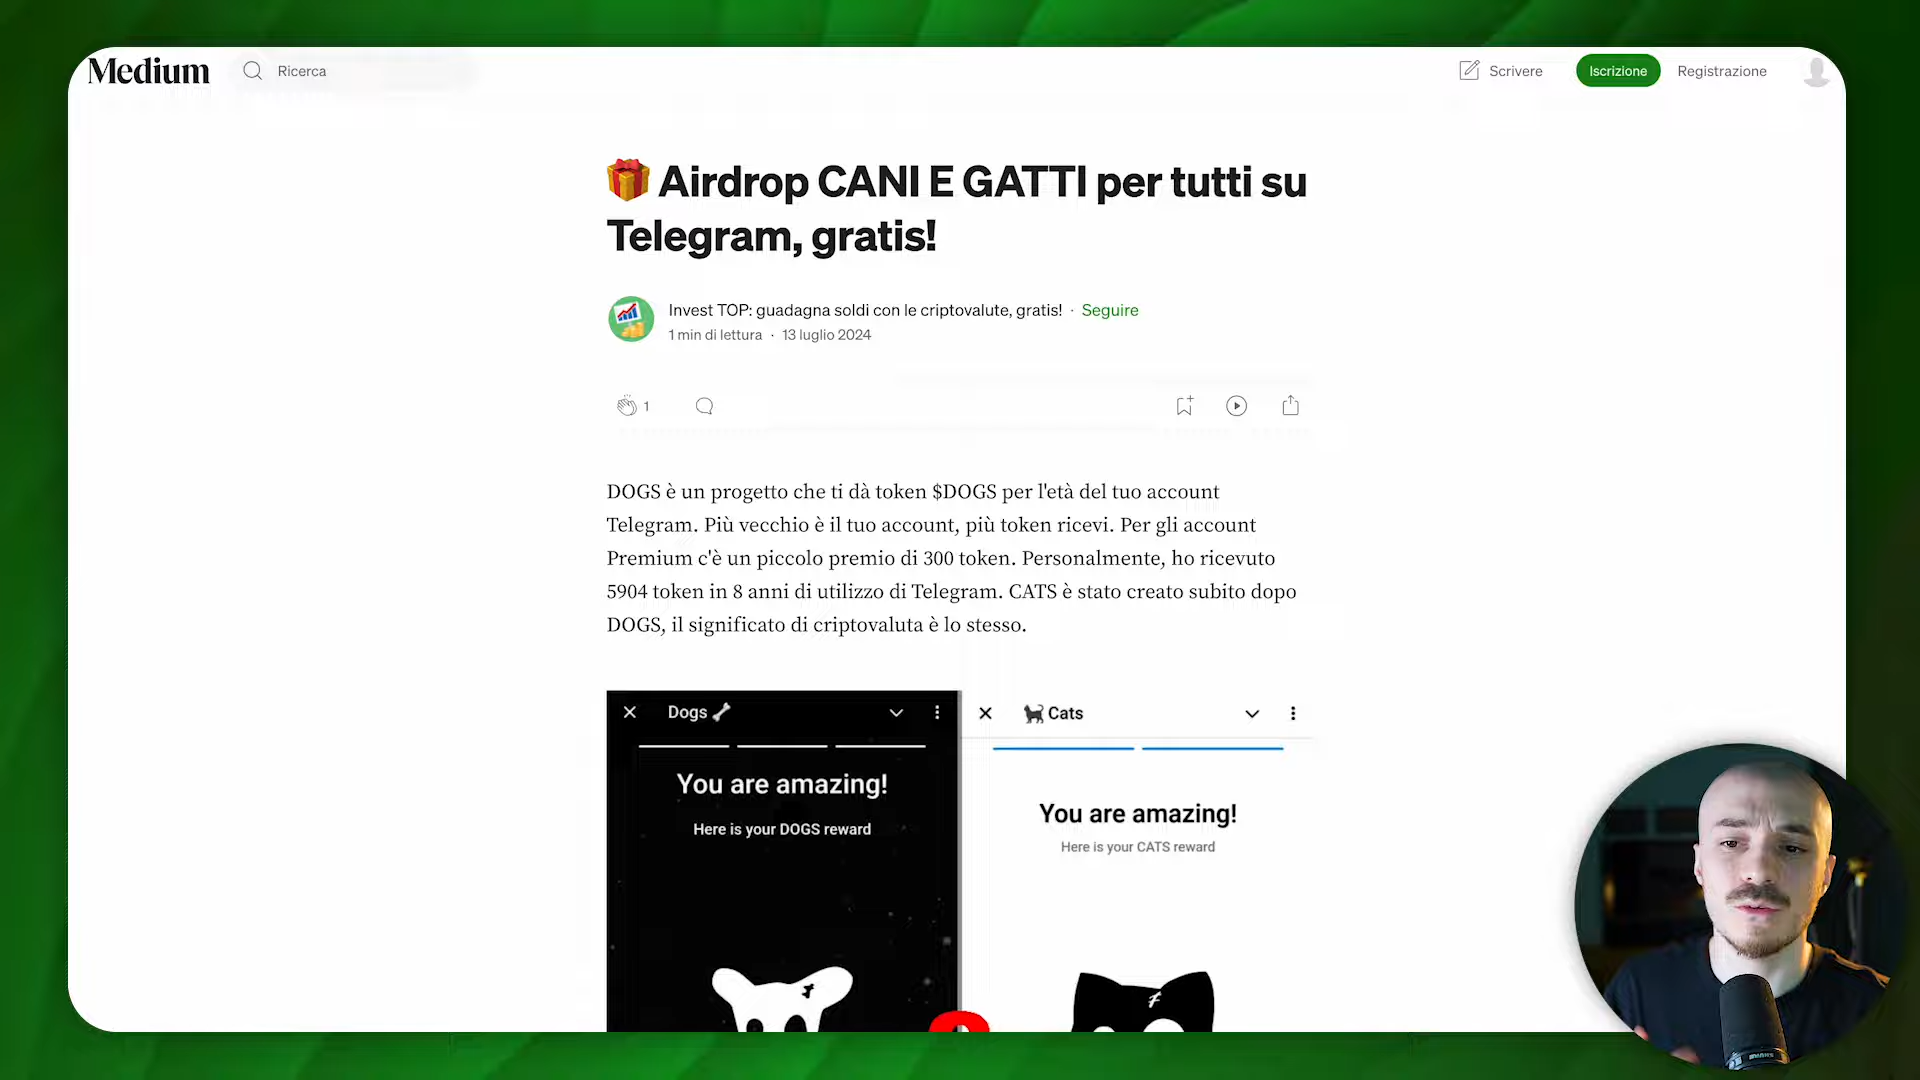 Medium
Ricerca
Scrivere
Iscrizione
Registrazione
🎁 Airdrop CANI E GATTI per tutti su
Telegram, gratis!
Invest TOP: guadagna soldi con le criptovalute, gratis! · Seguire
1 min di lettura · 13 luglio 2024
1
DOGS è un progetto che ti dà token $DOGS per l'età del tuo account
Telegram. Più vecchio è il tuo account, più token ricevi. Per gli account
Premium c'è un piccolo premio di 300 token. Personalmente, ho ricevuto
5904 token in 8 anni di utilizzo di Telegram. CATS è stato creato subito dopo
DOGS, il significato di criptovaluta è lo stesso.
Dogs 🦴
You are amazing!
Here is your DOGS reward
🐈‍⬛ Cats
You are amazing!
Here is your CATS reward